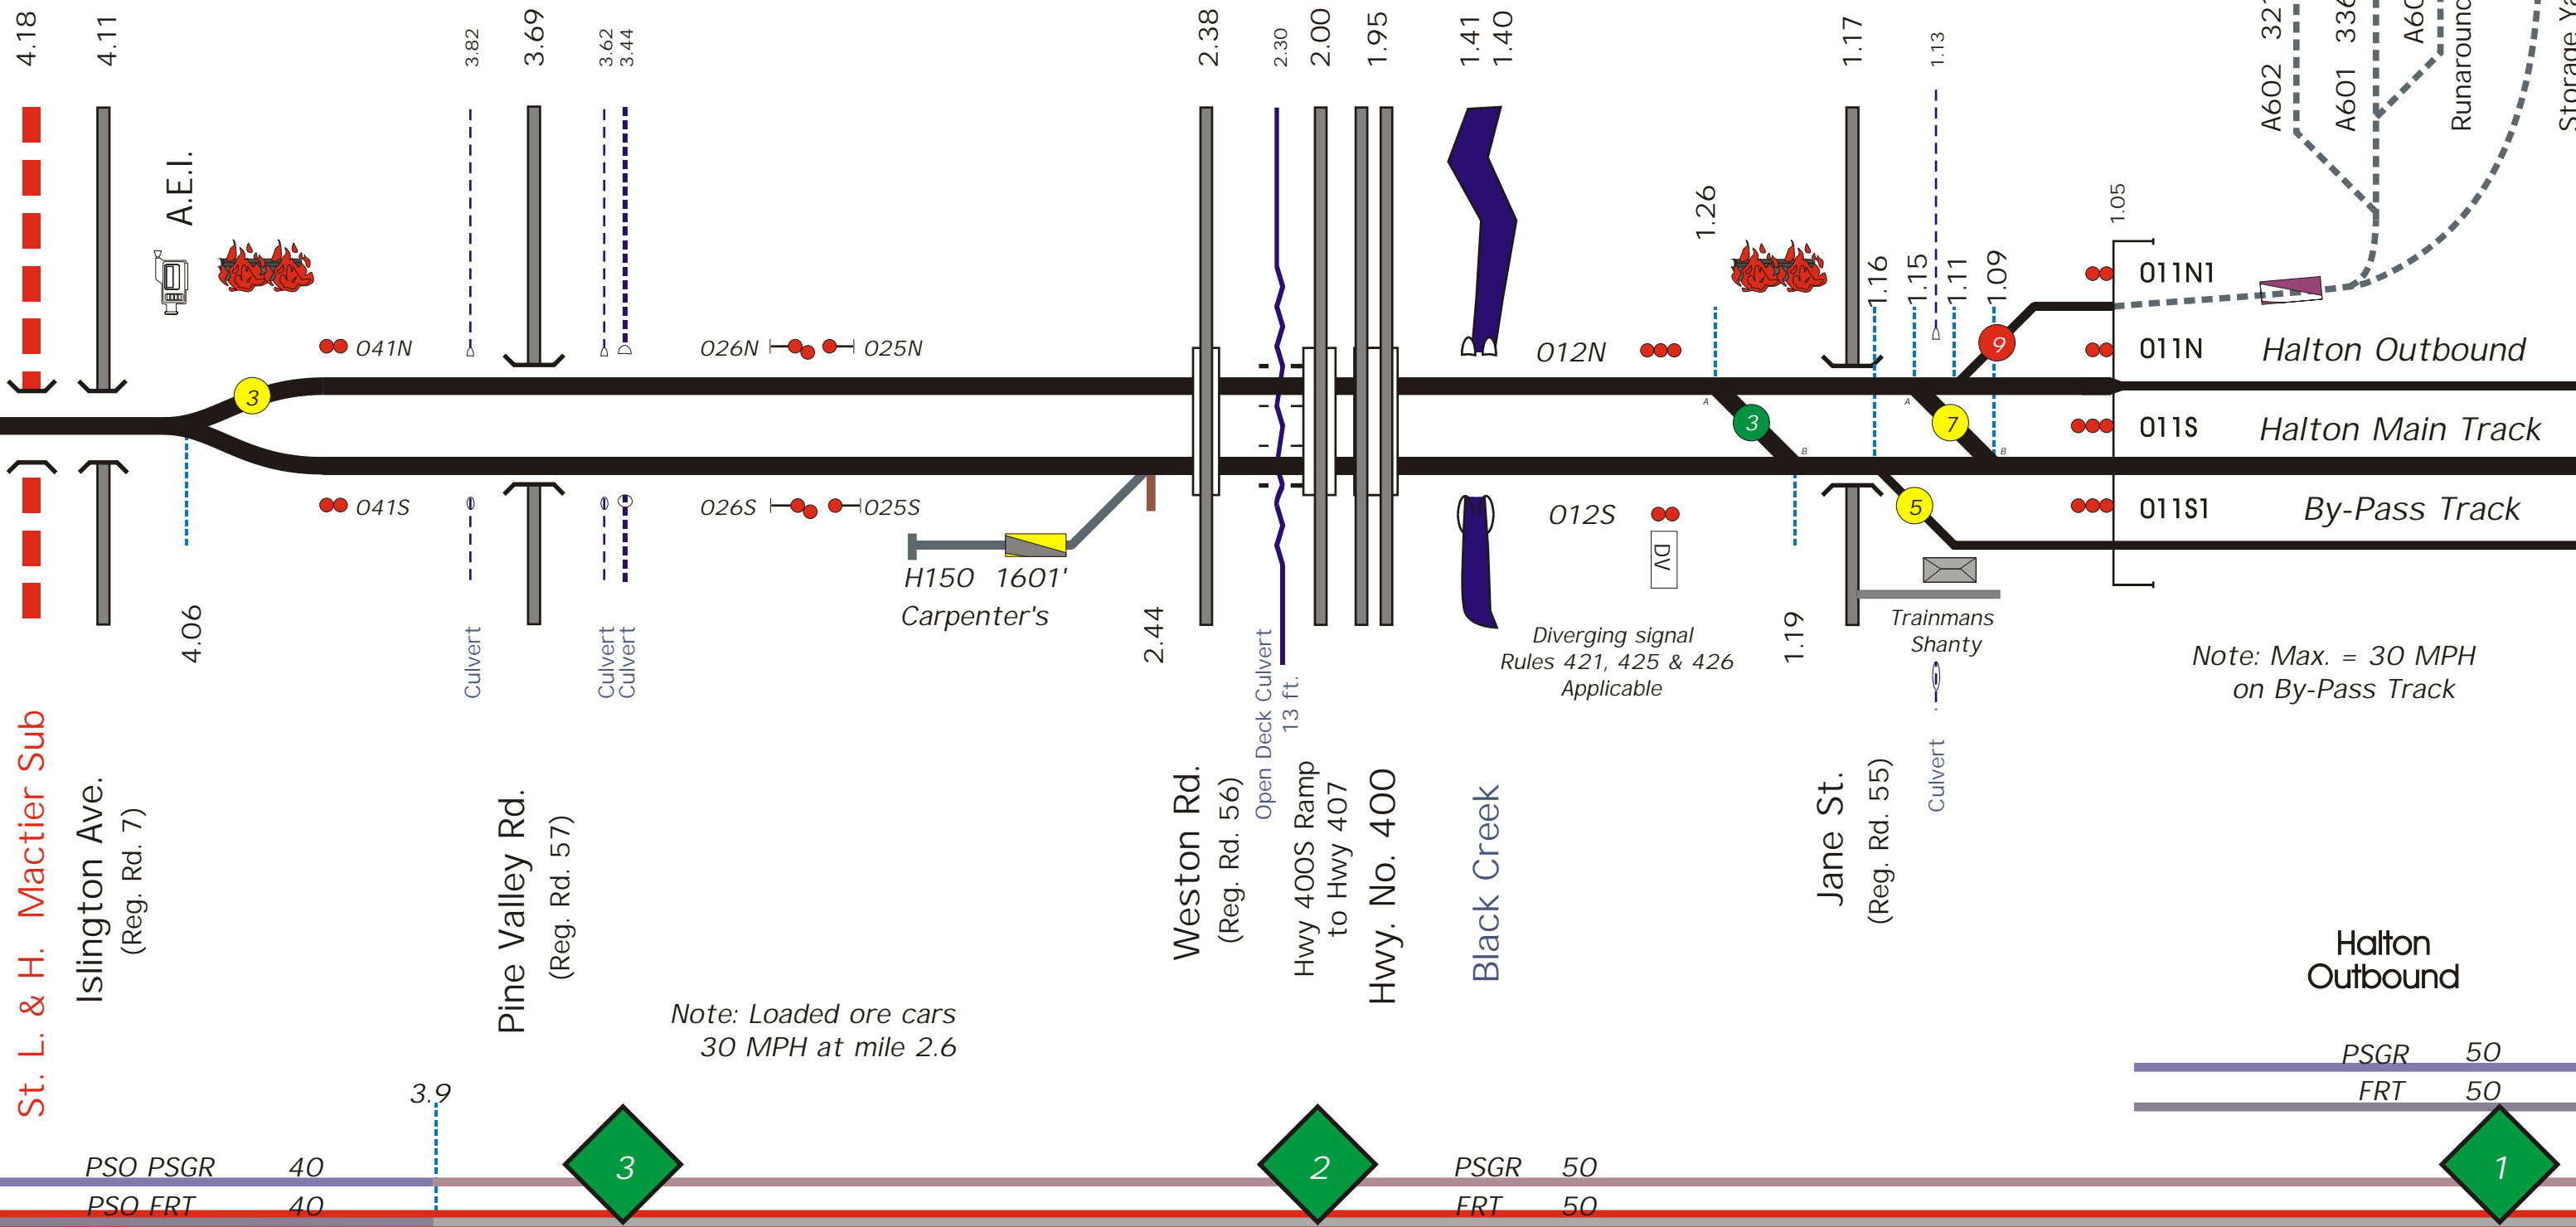 4.18
4.11
3.82
3.69
3.62
3.44
2.38
2.30
2.00
1.95
1.41
1.40
1.17
1.13
A602
A601
Runaround
A.E.I.
1.26
1.16
1.15
1.11
1.09
1.05
011N1
041N
026N
025N
012N
011N
Halton Outbound
3
9
A
A
3
7
011S
Halton Main Track
B
B
041S
026S
025S
012S
5
011S1
By-Pass Track
DV
H150 1601'
Carpenter's
4.06
2.44
1.19
Trainmans
Shanty
Diverging signal
Rules 421, 425 & 426
Applicable
Note: Max. = 30 MPH
on By-Pass Track
Culvert
Culvert
Culvert
Open Deck Culvert
13 ft.
Culvert
St. L. & H. Mactier Sub
Islington Ave.
(Reg. Rd. 7)
Pine Valley Rd.
(Reg. Rd. 57)
Weston Rd.
(Reg. Rd. 56)
Hwy 400S Ramp
to Hwy 407
Hwy. No. 400
Black Creek
Jane St.
(Reg. Rd. 55)
Halton
Outbound
Note: Loaded ore cars
30 MPH at mile 2.6
PSGR 50
FRT 50
3.9
PSO PSGR 40
PSO FRT 40
3
2
PSGR 50
FRT 50
1